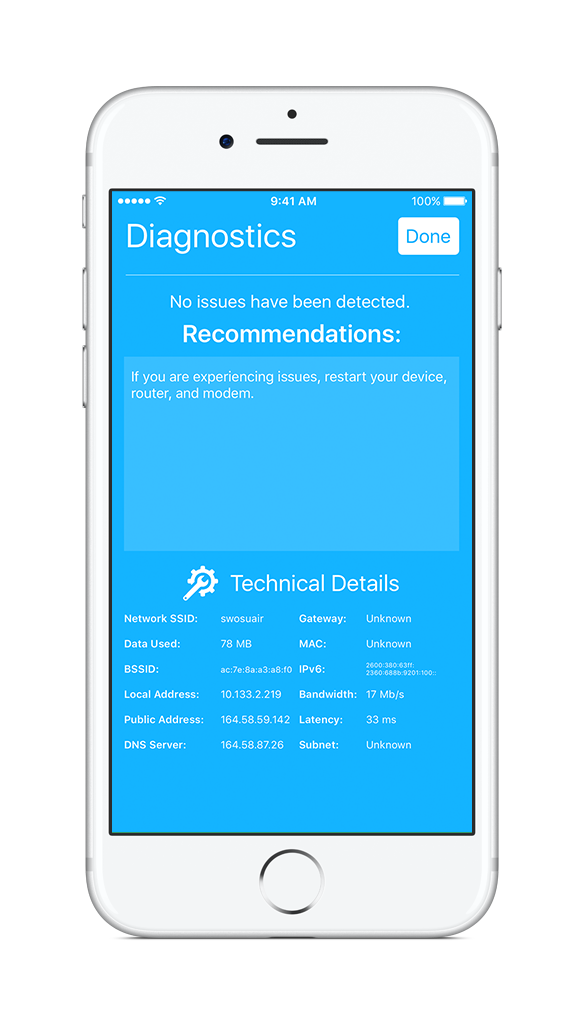 9:41 AM
100%
Diagnostics
Done
No issues have been detected.
Recommendations:
If you are experiencing issues, restart your device,
router, and modem.
Technical Details
Network SSID: swosuair Gateway: Unknown
Data Used: 78 MB MAC: Unknown
BSSID: ac:7e:8a:a3:a8:f0 IPv6: 2600:380:63ff:
2360:688b:9201:100::
Local Address: 10.133.2.219 Bandwidth: 17 Mb/s
Public Address: 164.58.59.142 Latency: 33 ms
DNS Server: 164.58.87.26 Subnet: Unknown